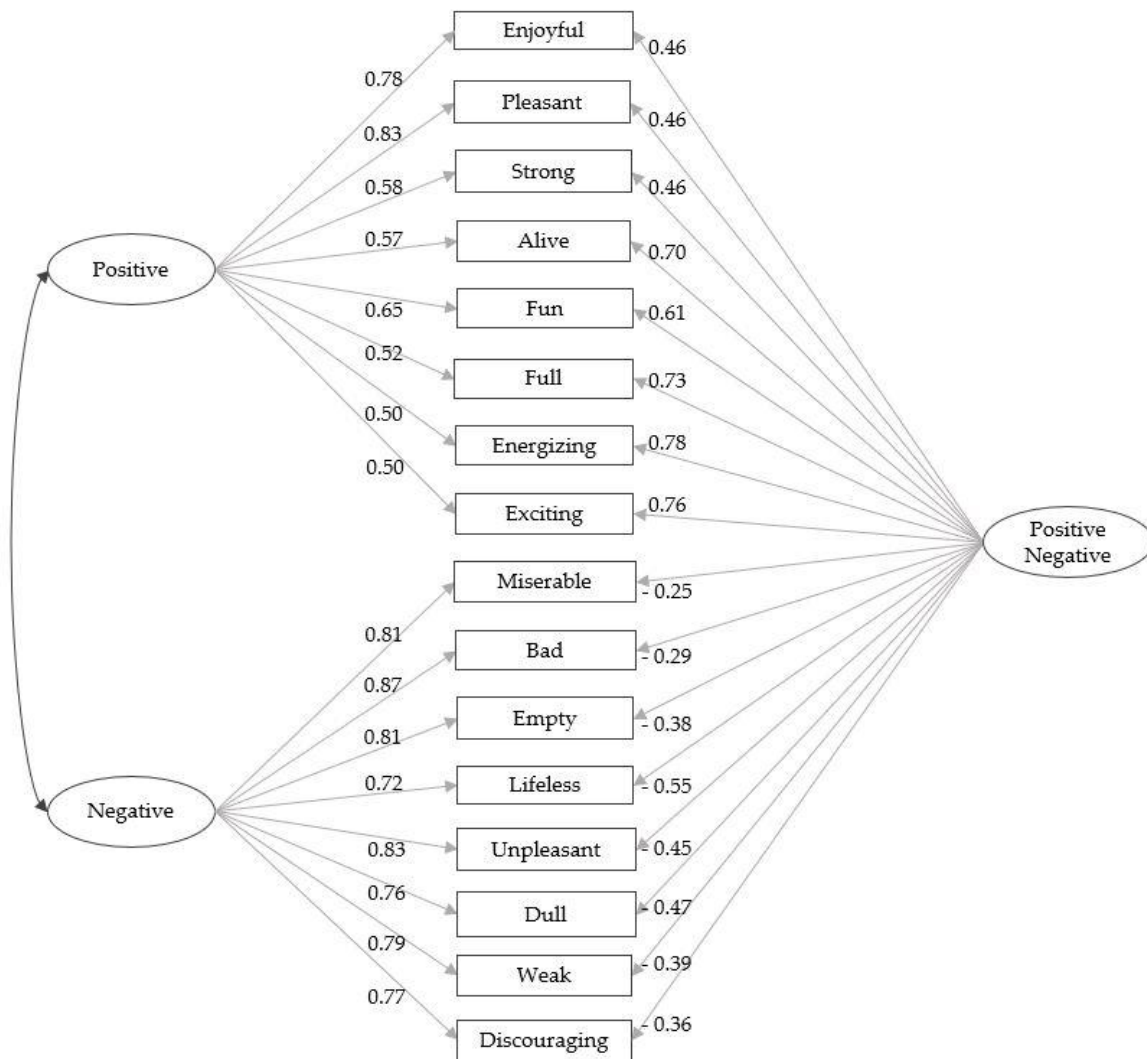 Enjoyful
0.46
0.78
Pleasant
0.46
0.83
Strong
0.46
0.58
Alive
0.70
0.57
Positive
Fun
0.61
0.65
Full
0.73
0.52
Energizing
0.78
0.50
Exciting
0.76
0.50
Positive
Negative
Miserable
- 0.25
0.81
Bad
- 0.29
0.87
Empty
- 0.38
0.81
Lifeless
- 0.55
0.72
Negative
Unpleasant
- 0.45
0.83
Dull
- 0.47
0.76
Weak
- 0.39
0.79
Discouraging
- 0.36
0.77